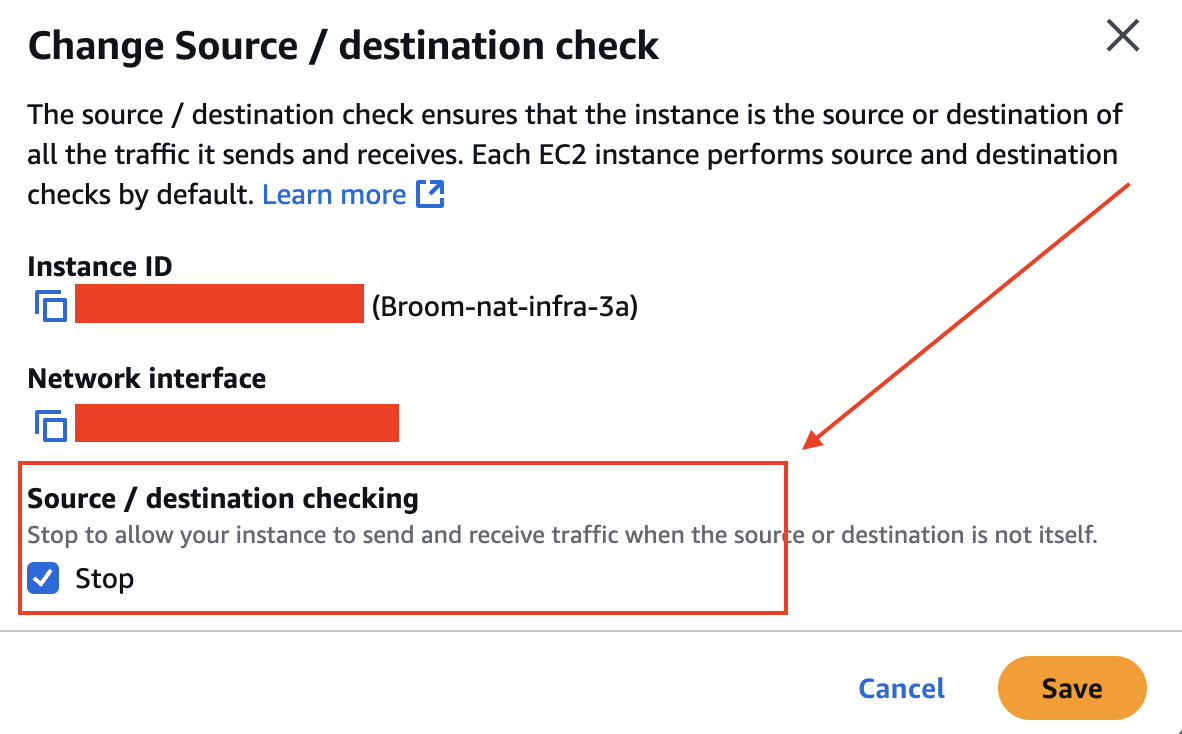 Change Source / destination check
The source / destination check ensures that the instance is the source or destination of
all the traffic it sends and receives. Each EC2 instance performs source and destination
checks by default. Learn more
Instance ID
(Broom-nat-infra-3a)
Network interface
Source / destination checking
Stop to allow your instance to send and receive traffic when the source or destination is not itself.
Stop
Cancel
Save